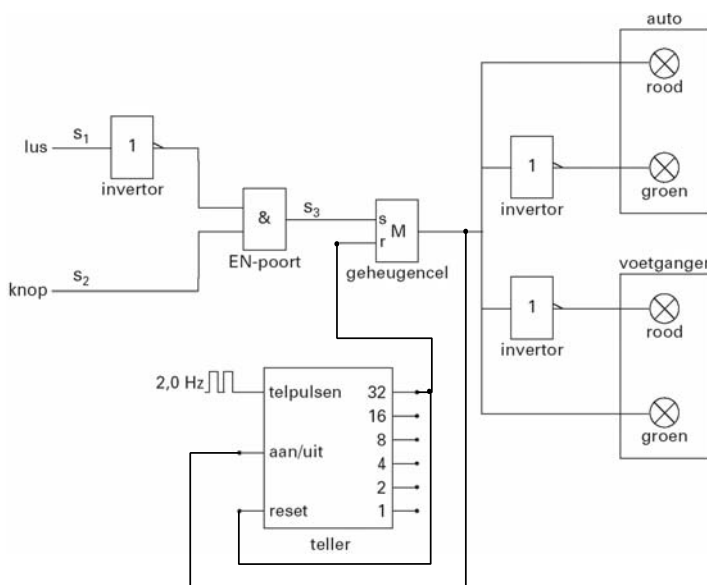 auto
rood
lus
s1
1
invertor
1
groen
invertor
&
s3
EN-poort
s
r
M
geheugencel
knop
s2
voetganger
1
rood
invertor
2,0 Hz
telpulsen
32
16
8
aan/uit
4
2
reset
1
teller
groen